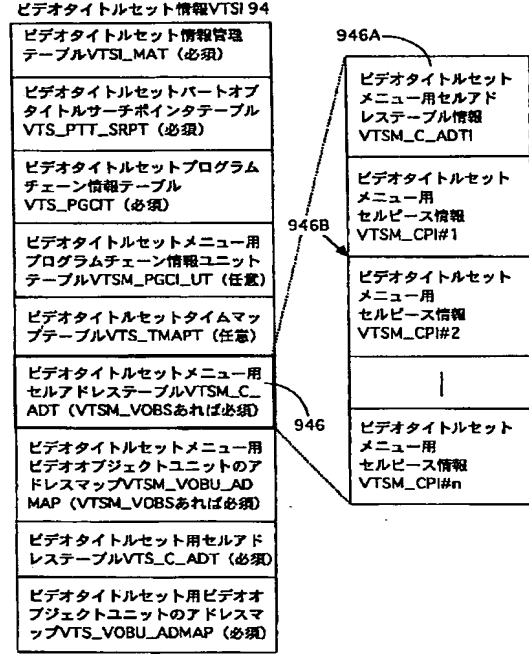 ビデオタイトルセット情報VTSI 94
ビデオタイトルセット情報管理
テーブルVTSI_MAT（必須）
ビデオタイトルセットパートオブ
タイトルサーチポインタテーブル
VTS_PTT_SRPT（必須）
ビデオタイトルセットプログラム
チェーン情報テーブル
VTS_PGCIT（必須）
ビデオタイトルセットメニュー用
プログラムチェーン情報ユニット
テーブルVTSM_PGCI_UT（任意）
ビデオタイトルセットタイムマッ
プテーブルVTS_TMAPT（任意）
ビデオタイトルセットメニュー用
セルアドレステーブルVTSM_C_
ADT（VTSM_VOBSあれば必須）
ビデオタイトルセットメニュー用
ビデオオブジェクトユニットのア
ドレスマップVTSM_VOBU_AD
MAP（VTSM_VOBSあれば必須）
ビデオタイトルセット用セルアド
レステーブルVTS_C_ADT（必須）
ビデオタイトルセット用ビデオオ
ブジェクトユニットのアドレスマ
ップVTS_VOBU_ADMAP（必須）
946
946A
946B
ビデオタイトルセット
メニュー用セルアド
レステーブル情報
VTSM_C_ADTI
ビデオタイトルセット
メニュー用
セルピース情報
VTSM_CPI#1
ビデオタイトルセット
メニュー用
セルピース情報
VTSM_CPI#2
ビデオタイトルセット
メニュー用
セルピース情報
VTSM_CPI#n